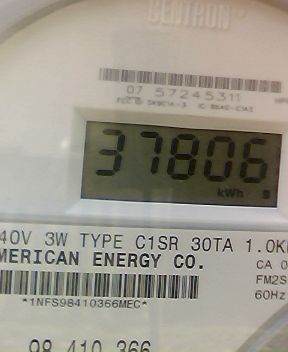 CENTRON
07 57245311
37806
kWh
40V 3W TYPE C1SR 30TA 1.0K
MERICAN ENERGY CO.
CA 0
FM2S
60Hz
*1NFS98410366MEC*
98 410 366